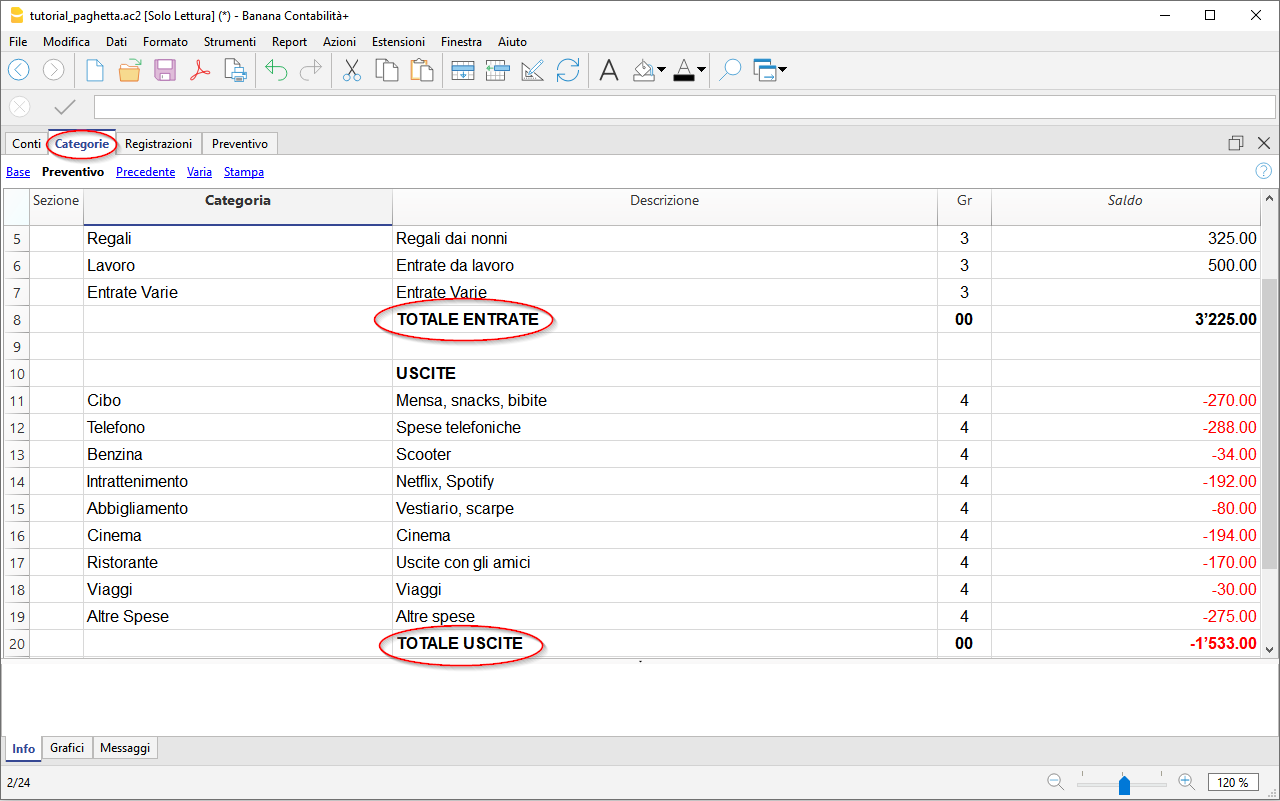 tutorial_paghetta.ac2 [Solo Lettura] (*) - Banana Contabilità+
File Modifica Dati Formato Strumenti Report Azioni Estensioni Finestra Aiuto
Conti Categorie Registrazioni Preventivo
Base Preventivo Precedente Varia Stampa
Sezione Categoria Descrizione Gr Saldo
5 Regali Regali dai nonni 3 325.00
6 Lavoro Entrate da lavoro 3 500.00
7 Entrate Varie Entrate Varie 3
8 TOTALE ENTRATE 00 3’225.00
9
10 USCITE
11 Cibo Mensa, snacks, bibite 4 -270.00
12 Telefono Spese telefoniche 4 -288.00
13 Benzina Scooter 4 -34.00
14 Intrattenimento Netflix, Spotify 4 -192.00
15 Abbigliamento Vestiario, scarpe 4 -80.00
16 Cinema Cinema 4 -194.00
17 Ristorante Uscite con gli amici 4 -170.00
18 Viaggi Viaggi 4 -30.00
19 Altre Spese Altre spese 4 -275.00
20 TOTALE USCITE 00 -1’533.00
Info Grafici Messaggi
2/24 120 %